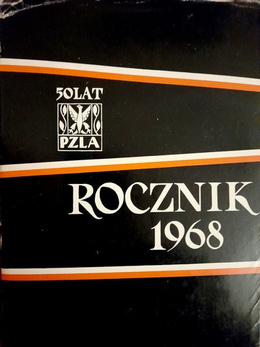 50 LAT
PZLA
ROCZNIK
1968